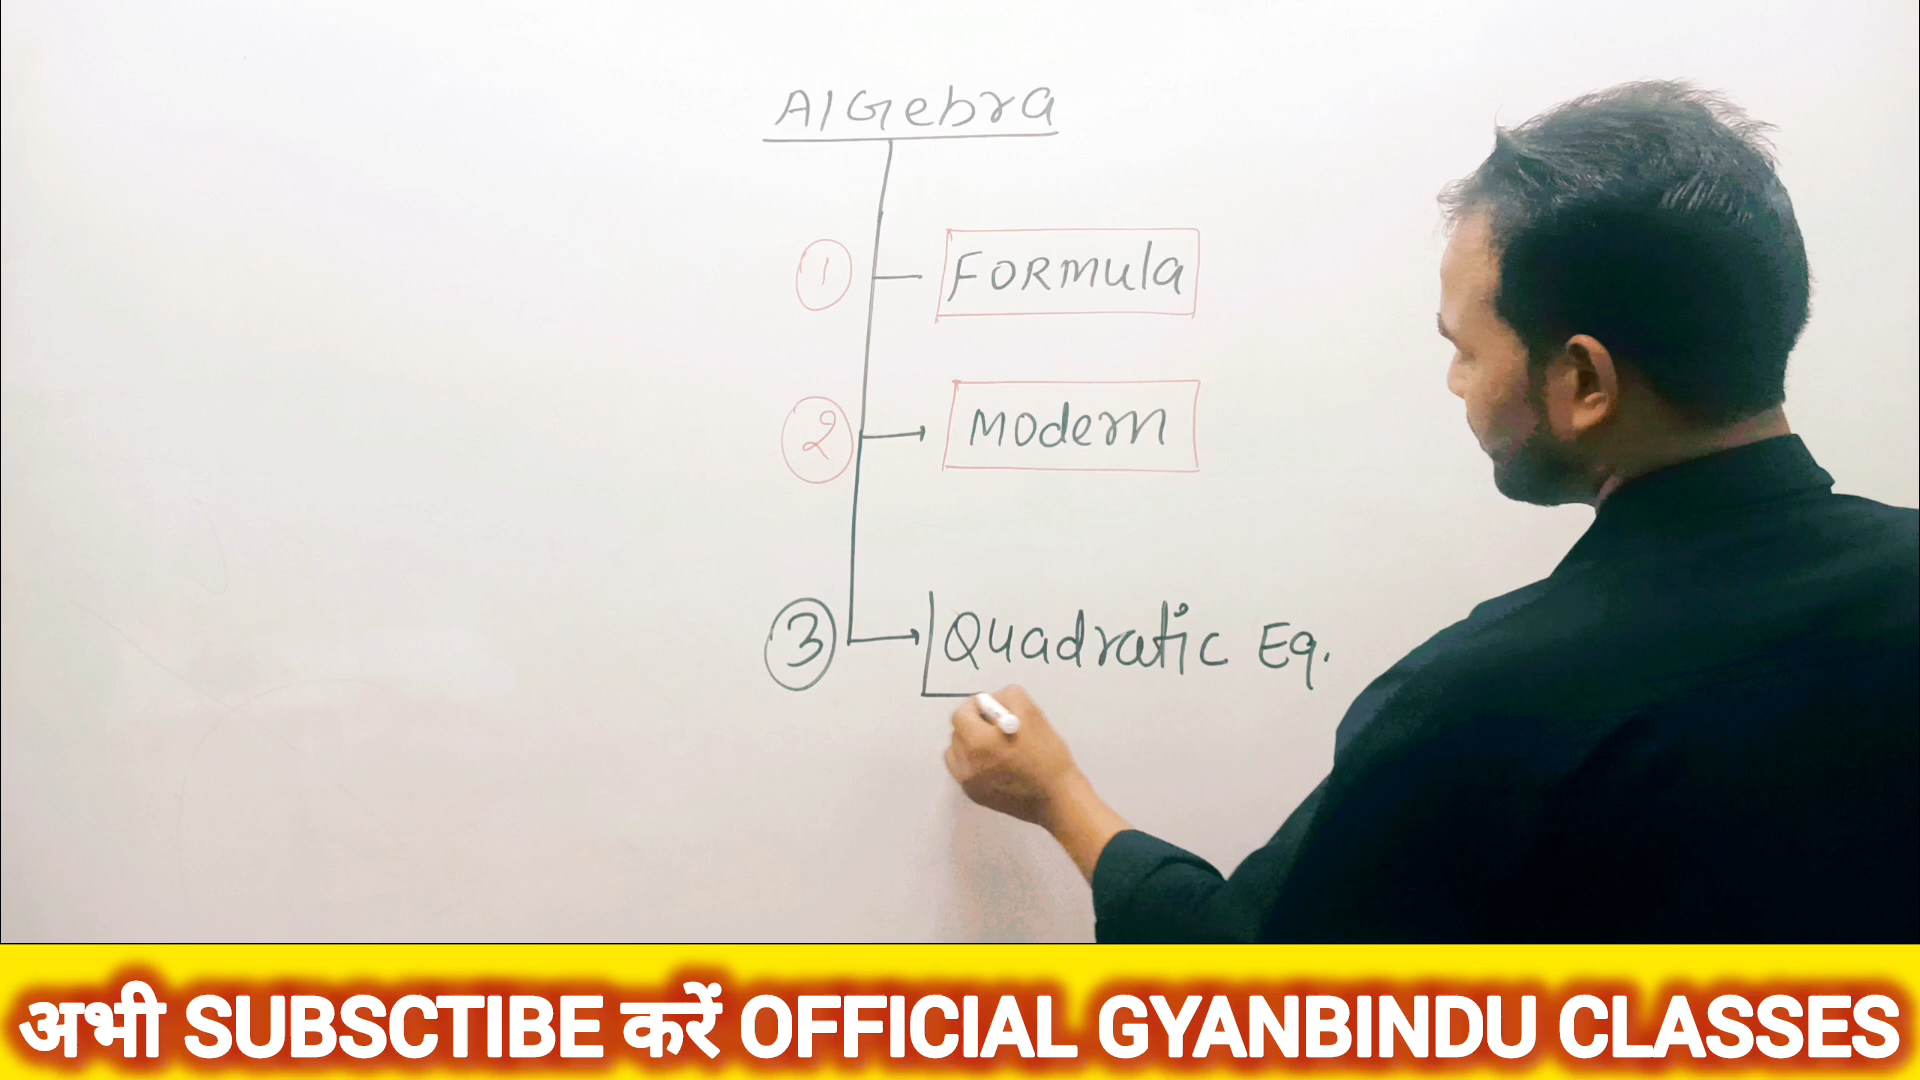 AlGebra
1 FORMula
2 Modern
3 Quadratic Eq.
अभी SUBSCTIBE करें OFFICIAL GYANBINDU CLASSES